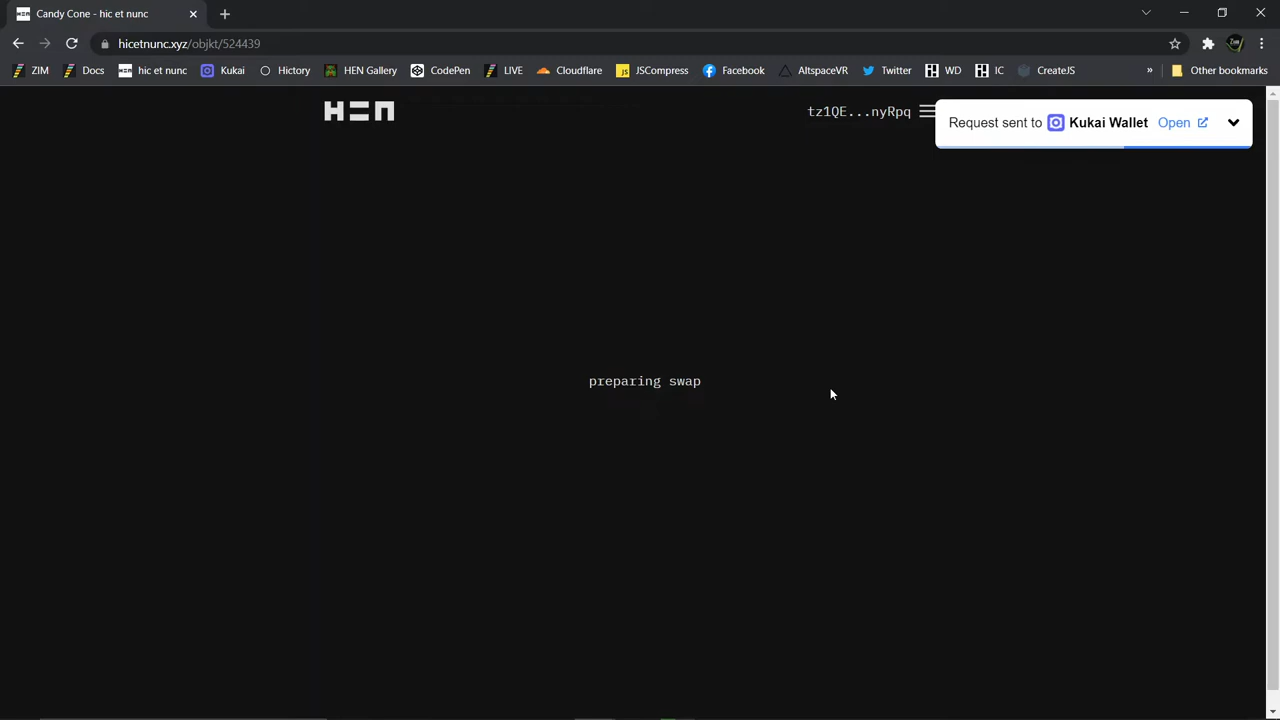 Candy Cone - hic et nunc
hicetnunc.xyz/objkt/524439
ZIM Docs hic et nunc Kukai Hictory HEN Gallery CodePen LIVE Cloudflare JSCompress Facebook AltspaceVR Twitter WD IC CreateJS » Other bookmarks
HEN
tz1QE...nyRpq
Request sent to Kukai Wallet Open
preparing swap